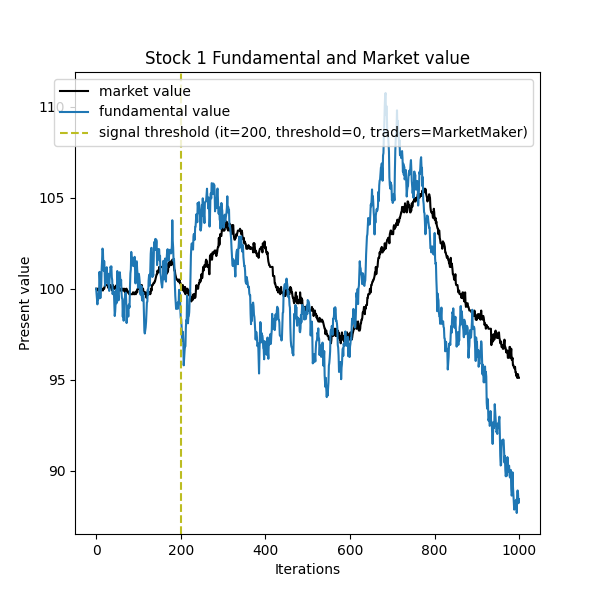 Stock 1 Fundamental and Market value
market value
fundamental value
signal threshold (it=200, threshold=0, traders=MarketMaker)
110
105
100
95
90
Present value
0 200 400 600 800 1000
Iterations